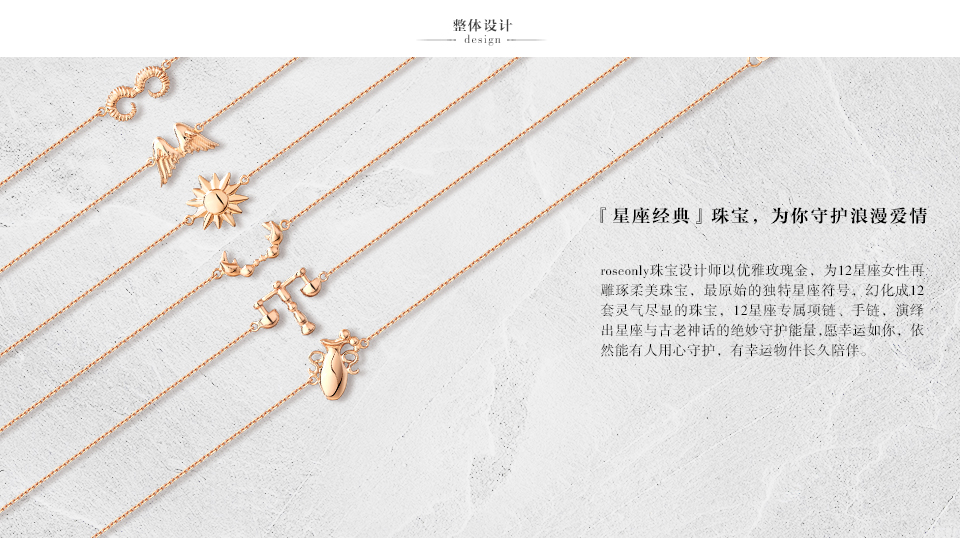 整体设计
design
『星座经典』珠宝，为你守护浪漫爱情
roseonly珠宝设计师以优雅玫瑰金，为12星座女性再
雕琢柔美珠宝，最原始的独特星座符号，幻化成12
套灵气尽显的珠宝，12星座专属项链、手链，演绎
出星座与古老神话的绝妙守护能量,愿幸运如你，依
然能有人用心守护，有幸运物件长久陪伴。